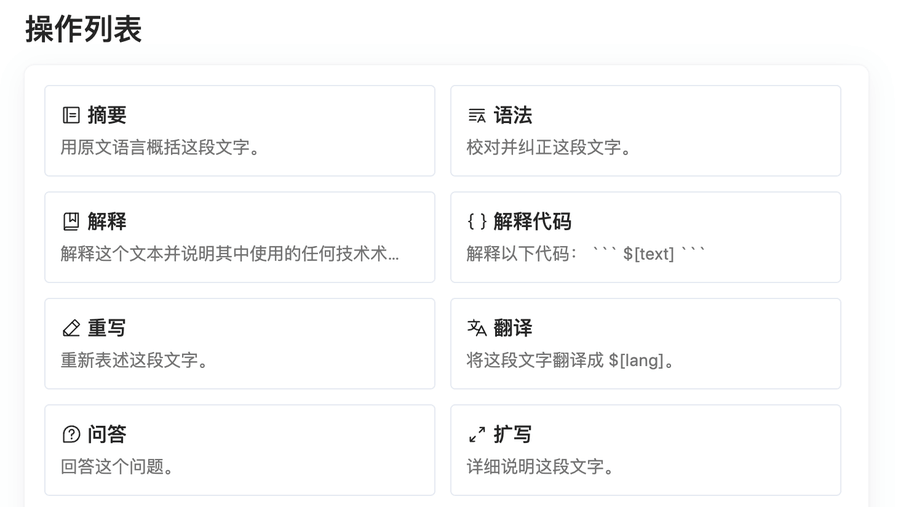 操作列表
摘要
用原文语言概括这段文字。
语法
校对并纠正这段文字。
解释
解释这个文本并说明其中使用的任何技术术...
解释代码
解释以下代码： ``` $[text] ```
重写
重新表述这段文字。
翻译
将这段文字翻译成 $[lang]。
问答
回答这个问题。
扩写
详细说明这段文字。